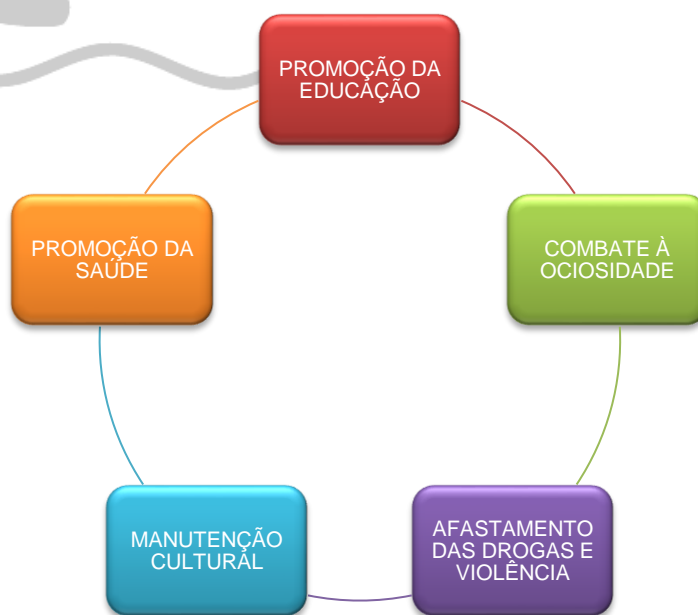 PROMOÇÃO DA
EDUCAÇÃO
COMBATE À
OCIOSIDADE
AFASTAMENTO
DAS DROGAS E
VIOLÊNCIA
MANUTENÇÃO
CULTURAL
PROMOÇÃO DA
SAÚDE